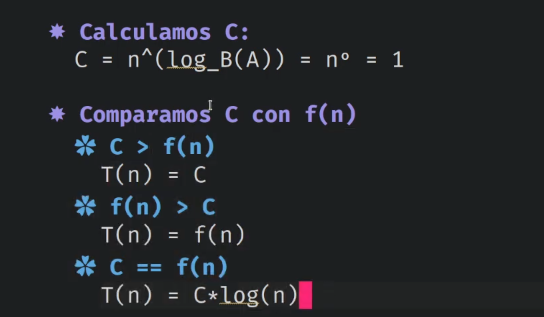 ✸ Calculamos C:
C = n^(log_B(A)) = nº = 1
✸ Comparamos C con f(n)
✽ C > f(n)
T(n) = C
✽ f(n) > C
T(n) = f(n)
✽ C == f(n)
T(n) = C*log(n)